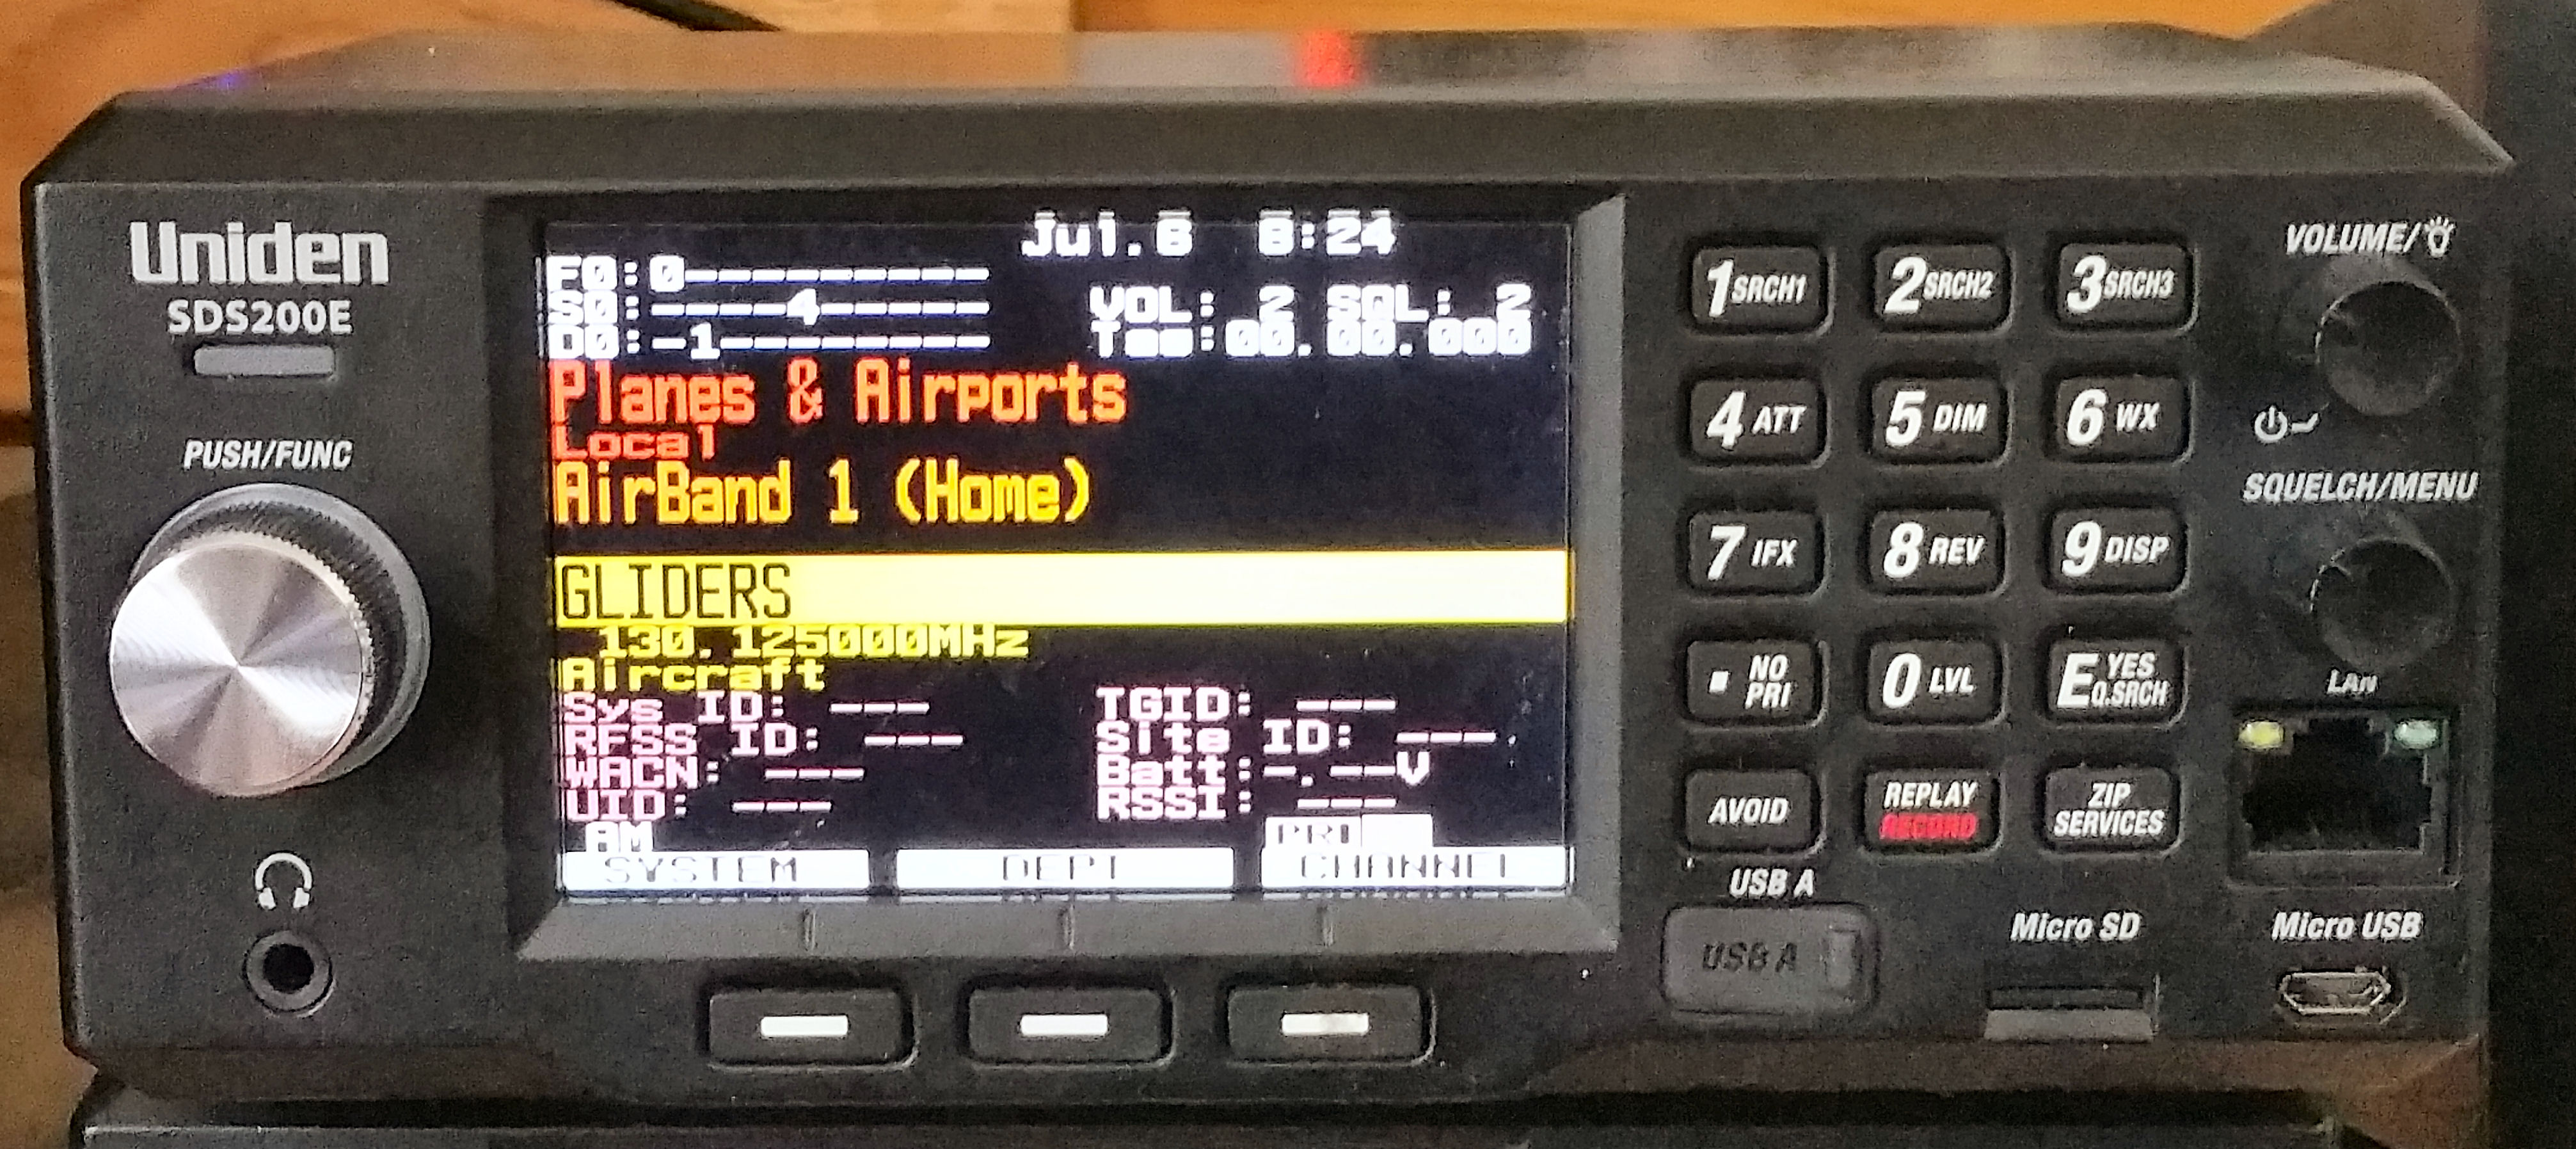 Uniden
SDS200E
PUSH/FUNC
Jul.6 8:24
F0:0---------
S0:----4-----
VOL: 2 SQL: 2
D0:-1--------
00.00.000
Planes & Airports
Local
AirBand 1 (Home)
GLIDERS
130.125000MHz
Aircraft
Sys ID: ---
TGID: ---
RFSS ID: ---
Site ID: ---
WACN: ---
Batt:-.--V
UID: ---
RSSI: ---
AM
PRI
SYSTEM
DEPT
CHANNEL
1 SRCH1
2 SRCH2
3 SRCH3
4 ATT
5 DIM
6 WX
7 IFX
8 REV
9 DISP
. NO PRI
0 LVL
E YES Q.SRCH
AVOID
REPLAY
RECORD
ZIP
SERVICES
USB A
USB A
Micro SD
VOLUME/
SQUELCH/MENU
LAN
Micro USB